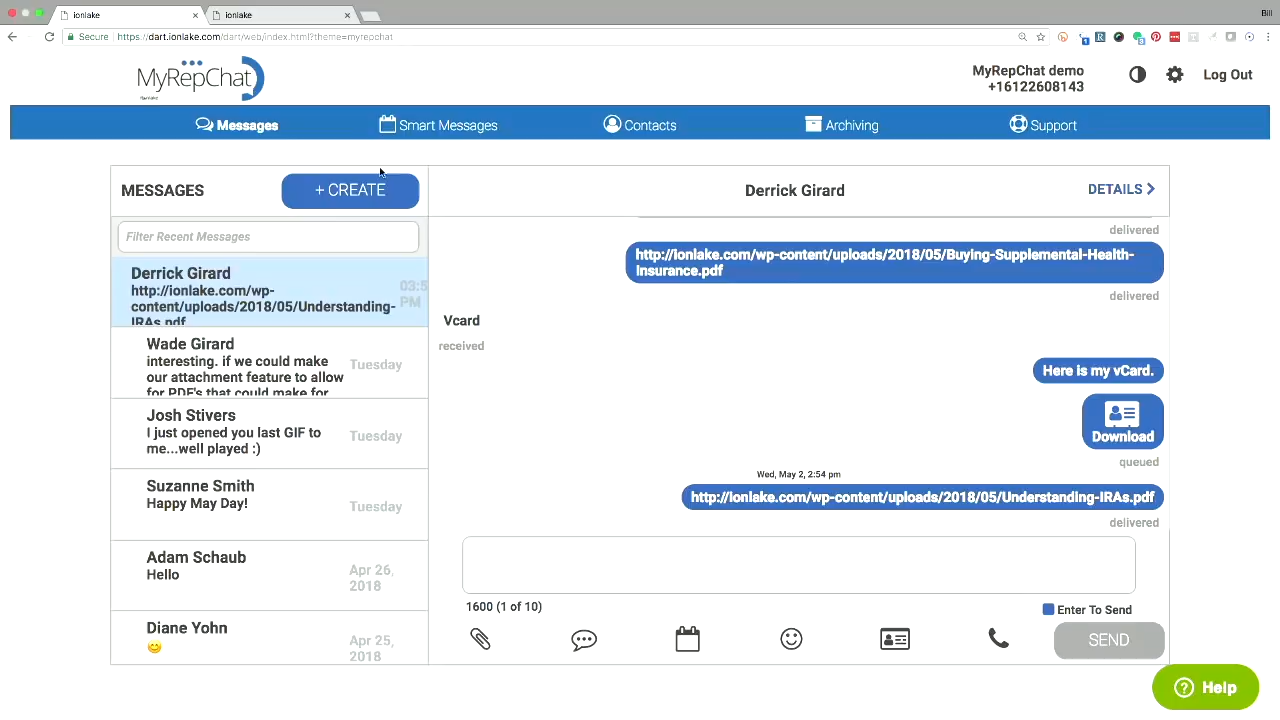 ionlake
ionlake
Bill
Secure
https://dart.ionlake.com/dart/web/index.html?theme=myrepchat
MyRepChat
MyRepChat demo
+16122608143
Log Out
Messages
Smart Messages
Contacts
Archiving
Support
MESSAGES
+ CREATE
Derrick Girard
DETAILS
Filter Recent Messages
Derrick Girard
http://ionlake.com/wp-
content/uploads/2018/05/Understanding-
IRAs.pdf
03:5
PM
Wade Girard
interesting. if we could make
our attachment feature to allow
for PDF's that could make for
Tuesday
Josh Stivers
I just opened you last GIF to
me...well played :)
Tuesday
Suzanne Smith
Happy May Day!
Tuesday
Adam Schaub
Hello
Apr 26,
2018
Diane Yohn
Apr 25,
2018
delivered
http://ionlake.com/wp-content/uploads/2018/05/Buying-Supplemental-Health-
Insurance.pdf
delivered
Vcard
received
Here is my vCard.
Download
queued
Wed, May 2, 2:54 pm
http://ionlake.com/wp-content/uploads/2018/05/Understanding-IRAs.pdf
delivered
1600 (1 of 10)
Enter To Send
SEND
Help